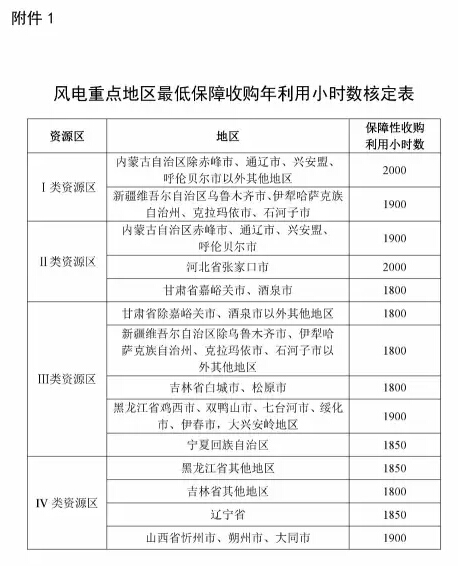 附件 1
风电重点地区最低保障收购年利用小时数核定表
资源区 地区 保障性收购
利用小时数
Ⅰ类资源区 内蒙古自治区除赤峰市、通辽市、兴安盟、
呼伦贝尔市以外其他地区 2000
新疆维吾尔自治区乌鲁木齐市、伊犁哈萨克族
自治州、克拉玛依市、石河子市 1900
Ⅱ类资源区 内蒙古自治区赤峰市、通辽市、兴安盟、
呼伦贝尔市 1900
河北省张家口市 2000
甘肃省嘉峪关市、酒泉市 1800
Ⅲ类资源区 甘肃省除嘉峪关市、酒泉市以外其他地区 1800
新疆维吾尔自治区除乌鲁木齐市、伊犁哈
萨克族自治州、克拉玛依市、石河子市以
外其他地区 1800
吉林省白城市、松原市 1800
黑龙江省鸡西市、双鸭山市、七台河市、绥化
市、伊春市，大兴安岭地区 1900
宁夏回族自治区 1850
Ⅳ类资源区 黑龙江省其他地区 1850
吉林省其他地区 1800
辽宁省 1850
山西省忻州市、朔州市、大同市 1900